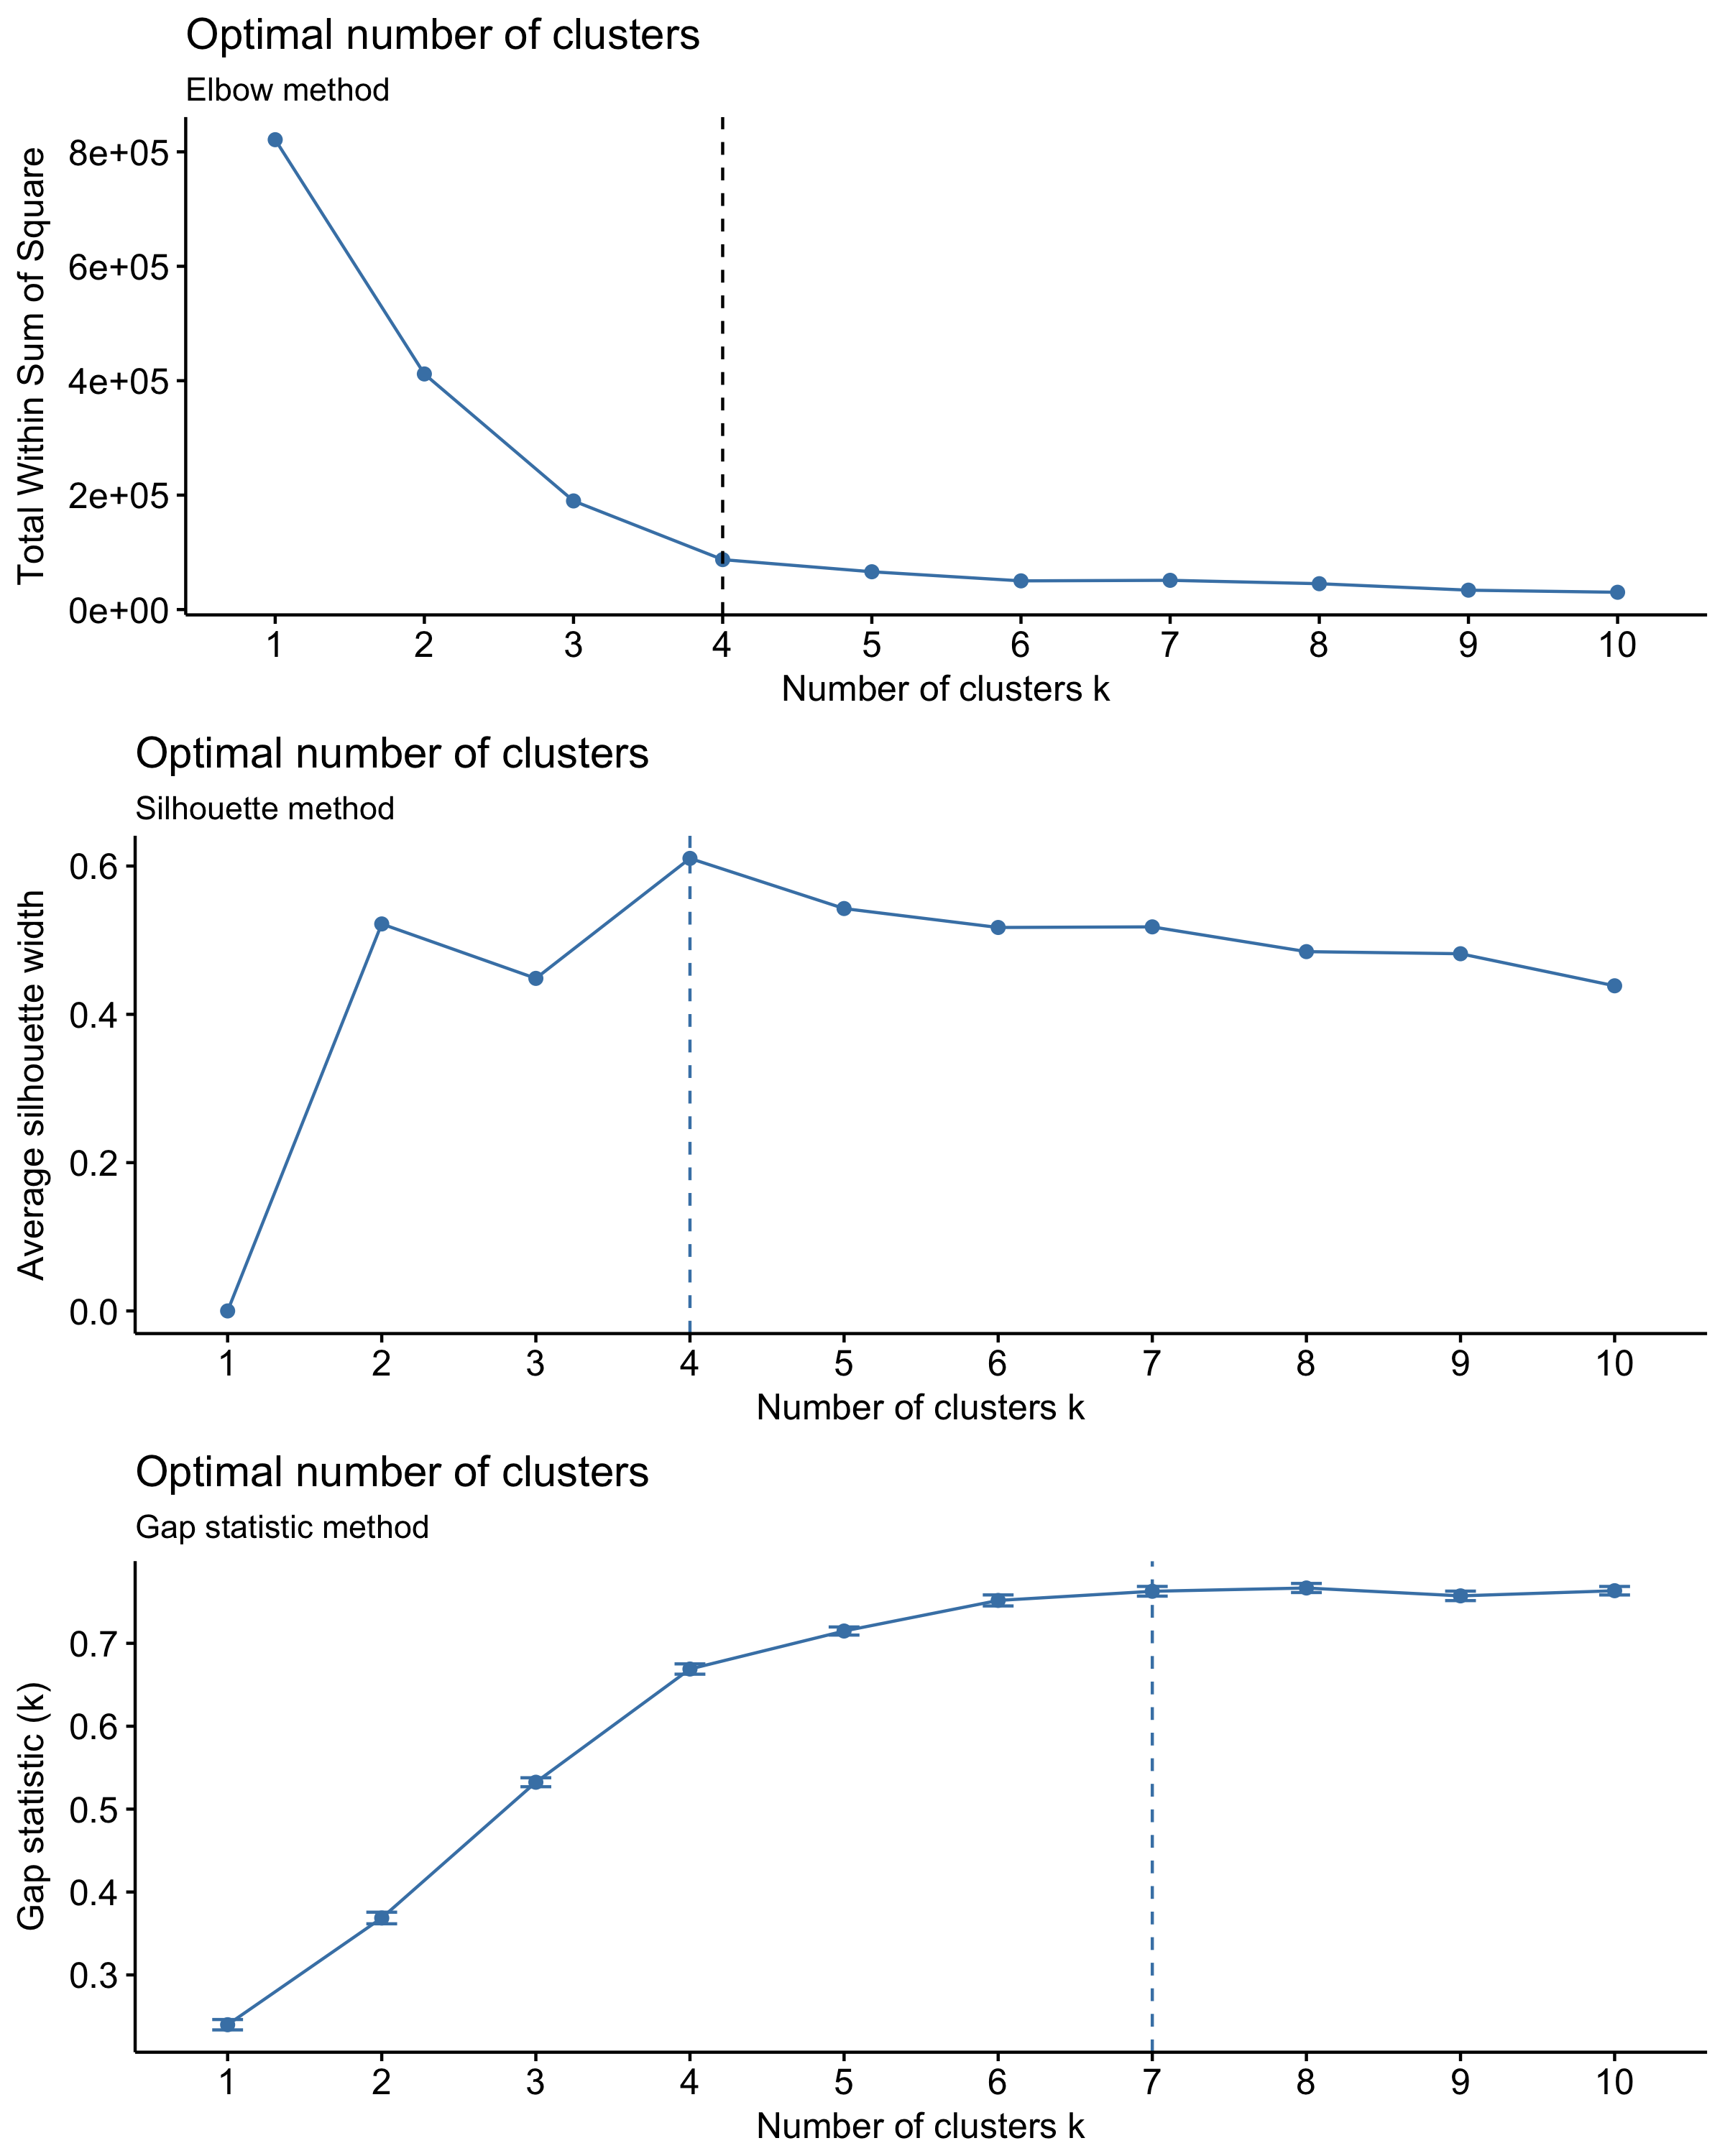 Optimal number of clusters
Elbow method
Total Within Sum of Square
8e+05
6e+05
4e+05
2e+05
0e+00
1 2 3 4 5 6 7 8 9 10
Number of clusters k
Optimal number of clusters
Silhouette method
Average silhouette width
0.6
0.4
0.2
0.0
1 2 3 4 5 6 7 8 9 10
Number of clusters k
Optimal number of clusters
Gap statistic method
Gap statistic (k)
0.7
0.6
0.5
0.4
0.3
1 2 3 4 5 6 7 8 9 10
Number of clusters k